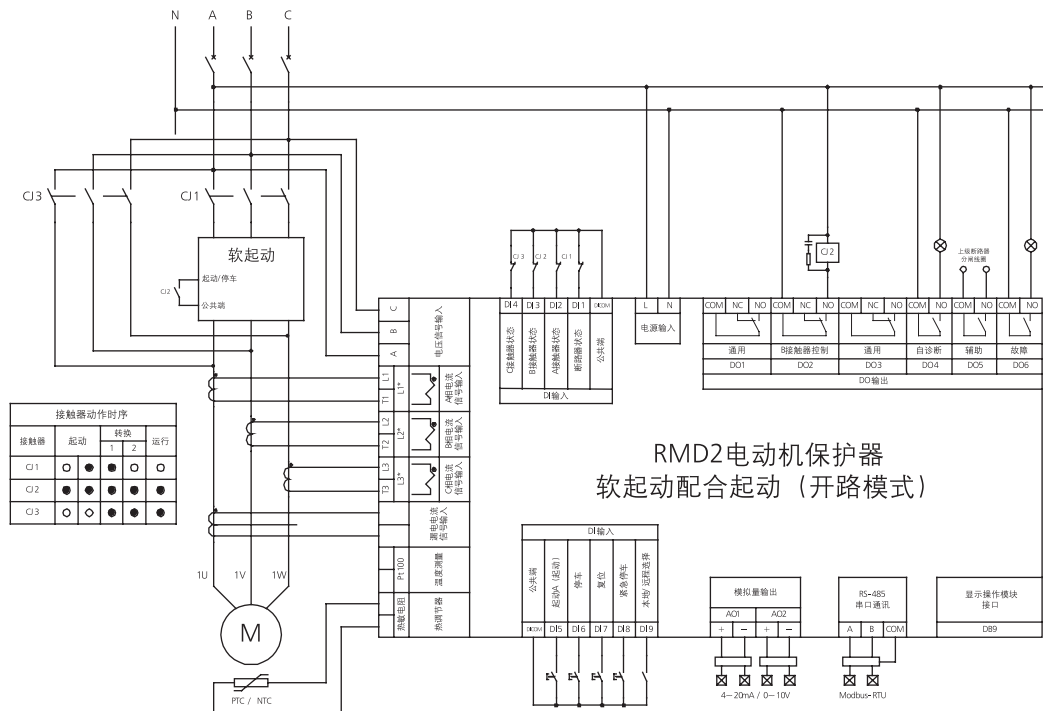 N A B C
CJ3
CJ1
软起动
起动/停车
CJ2
公共端
CJ3 CJ2 CJ1
CJ2
上级断路器
分闸线圈
DI4 DI3 DI2 DI1 DICOM
C接触器状态
B接触器状态
A接触器状态
断路器状态
公共端
DI输入
L N
电源输入
COM NC NO COM NC NO COM NC NO COM NO COM NO COM NO
通用 B接触器控制 通用 自诊断 辅助 故障
DO1 DO2 DO3 DO4 DO5 DO6
DO输出
C
B
A
电压信号输入
L1
T1
L1*
A相电流
信号输入
L2
T2
L2*
B相电流
信号输入
L3
T3
L3*
C相电流
信号输入
漏电电流
信号输入
Pt100
温度测量
热敏电阻
热调节器
接触器动作时序
接触器 起动 转换 运行
1 2
CJ1
CJ2
CJ3
RMD2电动机保护器
软起动配合起动（开路模式）
1U 1V 1W
M
PTC / NTC
DI输入
公共端
起动A（起动）
停车
复位
紧急停车
本地/远程选择
DICOM DI5 DI6 DI7 DI8 DI9
模拟量输出
AO1 AO2
+ − + −
4~20mA / 0~10V
RS-485
串口通讯
A B COM
Modbus-RTU
显示操作模块
接口
DB9